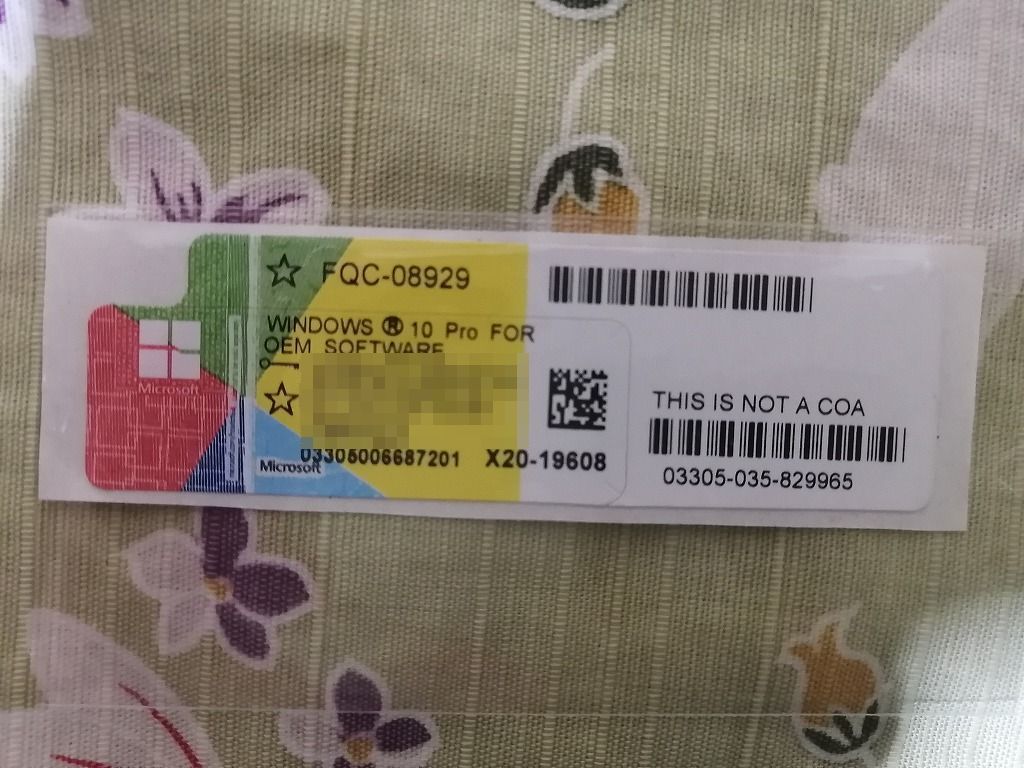 FQC-08929
WINDOWS ® 10 Pro FOR
OEM SOFTWARE
03305006687201 X20-19608
Microsoft
Microsoft
THIS IS NOT A COA
03305-035-829965